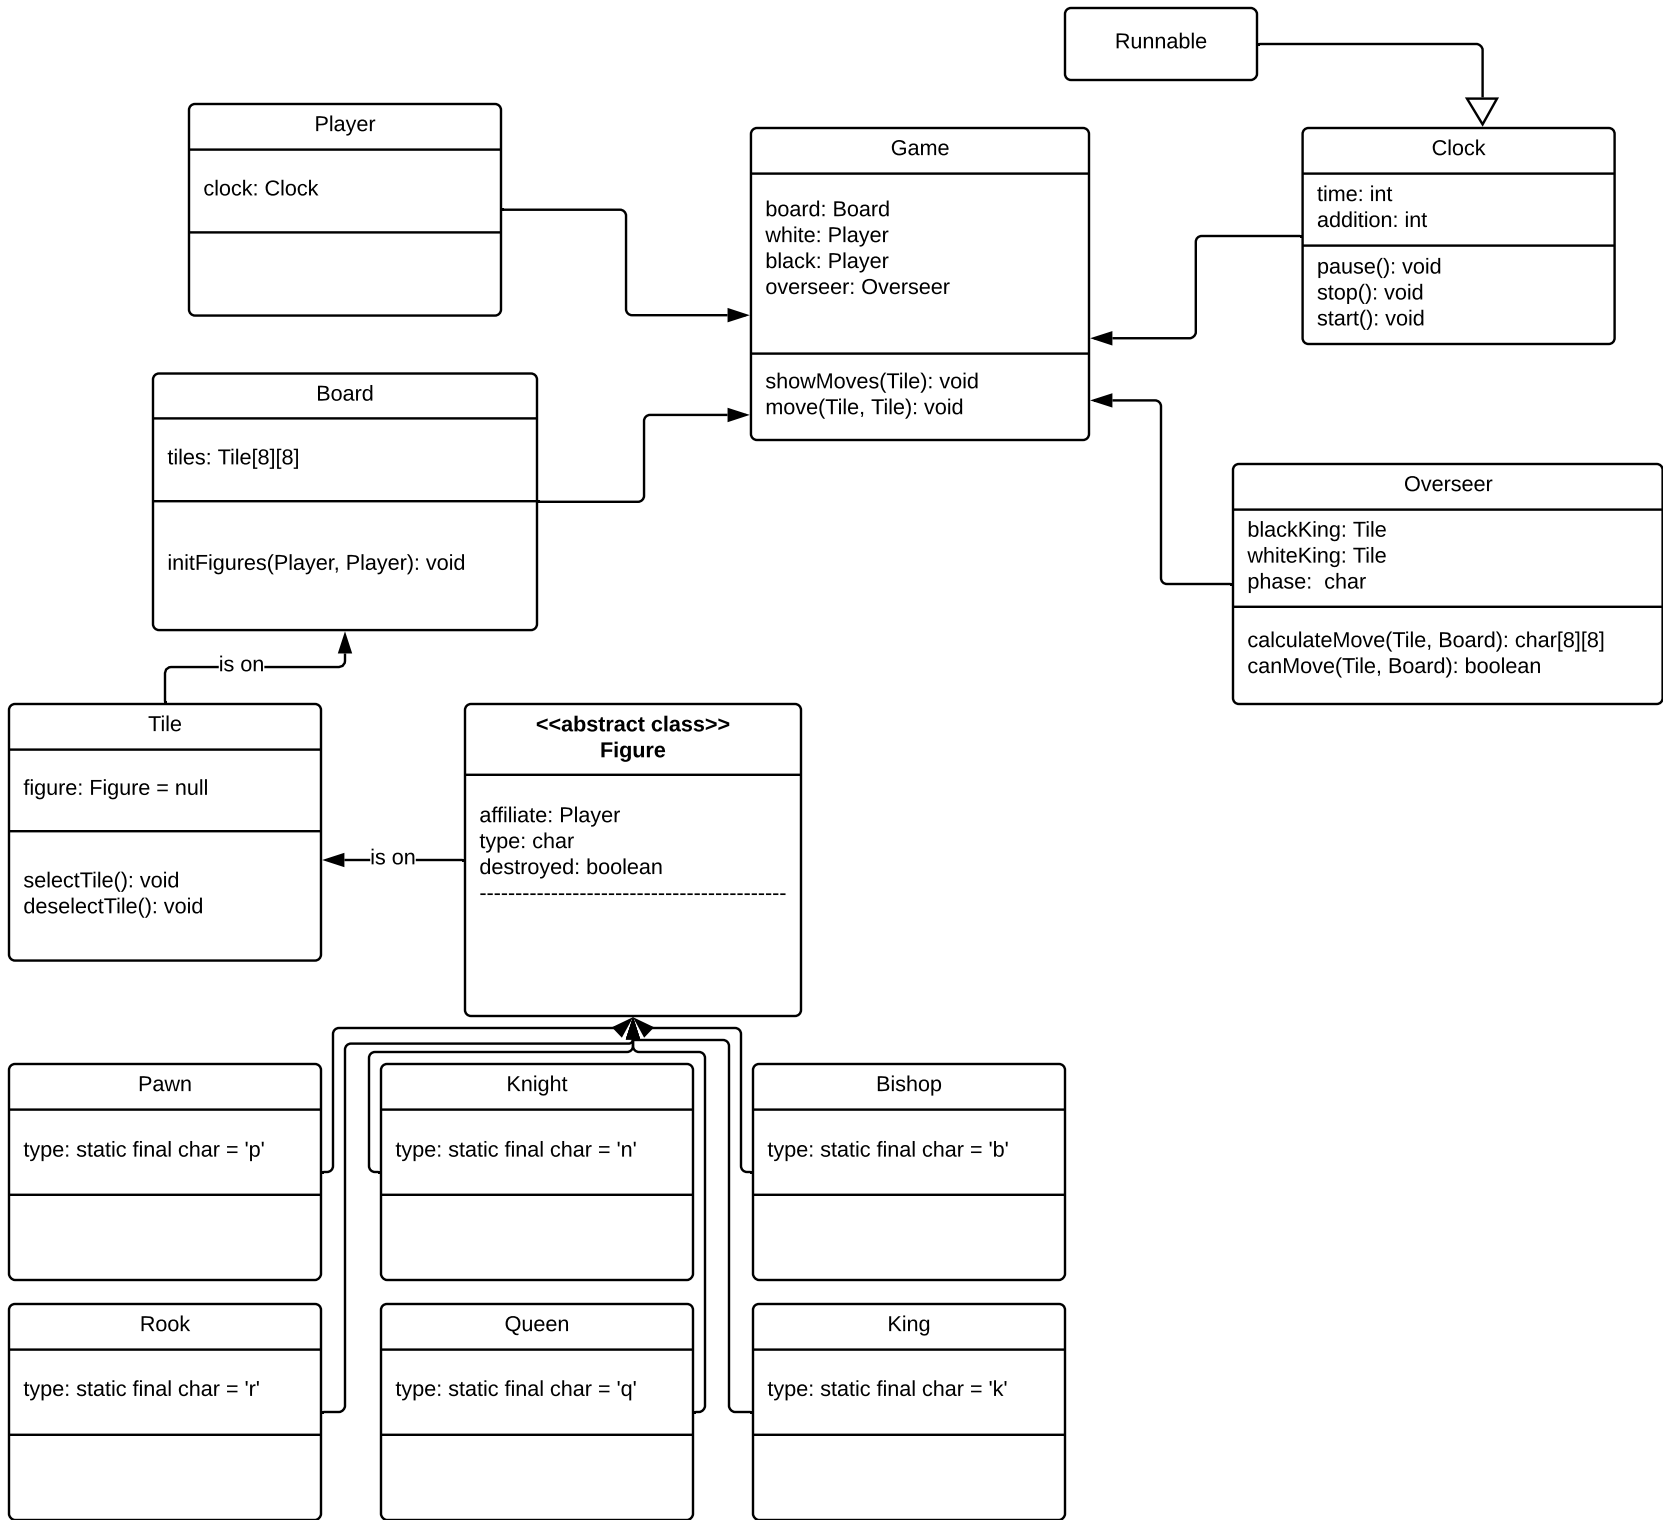 Runnable
Player
clock: Clock
Game
board: Board
white: Player
black: Player
overseer: Overseer
showMoves(Tile): void
move(Tile, Tile): void
Clock
time: int
addition: int
pause(): void
stop(): void
start(): void
Board
tiles: Tile[8][8]
initFigures(Player, Player): void
Overseer
blackKing: Tile
whiteKing: Tile
phase:  char
calculateMove(Tile, Board): char[8][8]
canMove(Tile, Board): boolean
is on
Tile
figure: Figure = null
selectTile(): void
deselectTile(): void
is on
<<abstract class>>
Figure
affiliate: Player
type: char
destroyed: boolean
-------------------------------------------
Pawn
type: static final char = 'p'
Knight
type: static final char = 'n'
Bishop
type: static final char = 'b'
Rook
type: static final char = 'r'
Queen
type: static final char = 'q'
King
type: static final char = 'k'